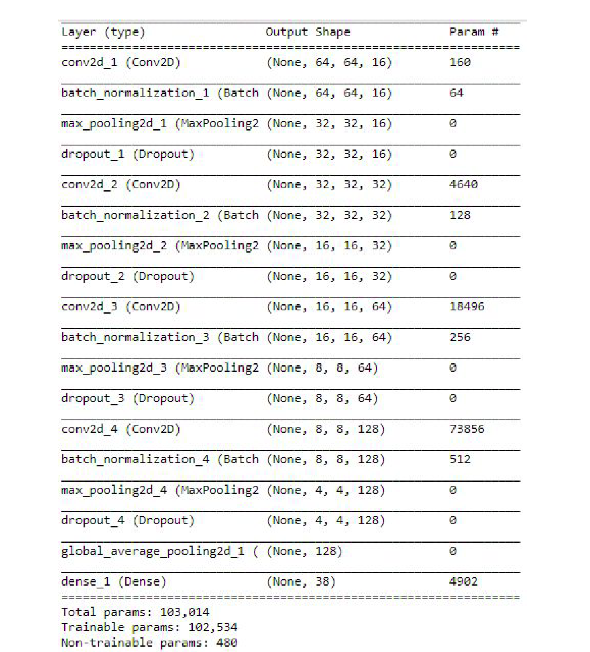 Layer (type) Output Shape Param #
conv2d_1 (Conv2D) (None, 64, 64, 16) 160
batch_normalization_1 (Batch (None, 64, 64, 16) 64
max_pooling2d_1 (MaxPooling2 (None, 32, 32, 16) 0
dropout_1 (Dropout) (None, 32, 32, 16) 0
conv2d_2 (Conv2D) (None, 32, 32, 32) 4640
batch_normalization_2 (Batch (None, 32, 32, 32) 128
max_pooling2d_2 (MaxPooling2 (None, 16, 16, 32) 0
dropout_2 (Dropout) (None, 16, 16, 32) 0
conv2d_3 (Conv2D) (None, 16, 16, 64) 18496
batch_normalization_3 (Batch (None, 16, 16, 64) 256
max_pooling2d_3 (MaxPooling2 (None, 8, 8, 64) 0
dropout_3 (Dropout) (None, 8, 8, 64) 0
conv2d_4 (Conv2D) (None, 8, 8, 128) 73856
batch_normalization_4 (Batch (None, 8, 8, 128) 512
max_pooling2d_4 (MaxPooling2 (None, 4, 4, 128) 0
dropout_4 (Dropout) (None, 4, 4, 128) 0
global_average_pooling2d_1 ( (None, 128) 0
dense_1 (Dense) (None, 38) 4902
Total params: 103,014
Trainable params: 102,534
Non-trainable params: 480